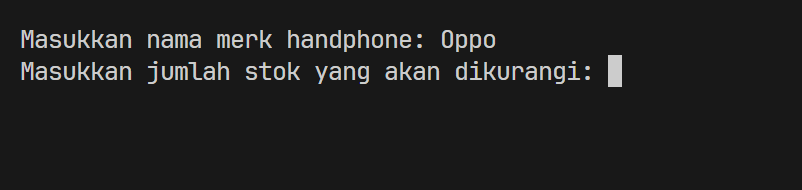 Masukkan nama merk handphone: Oppo
Masukkan jumlah stok yang akan dikurangi: